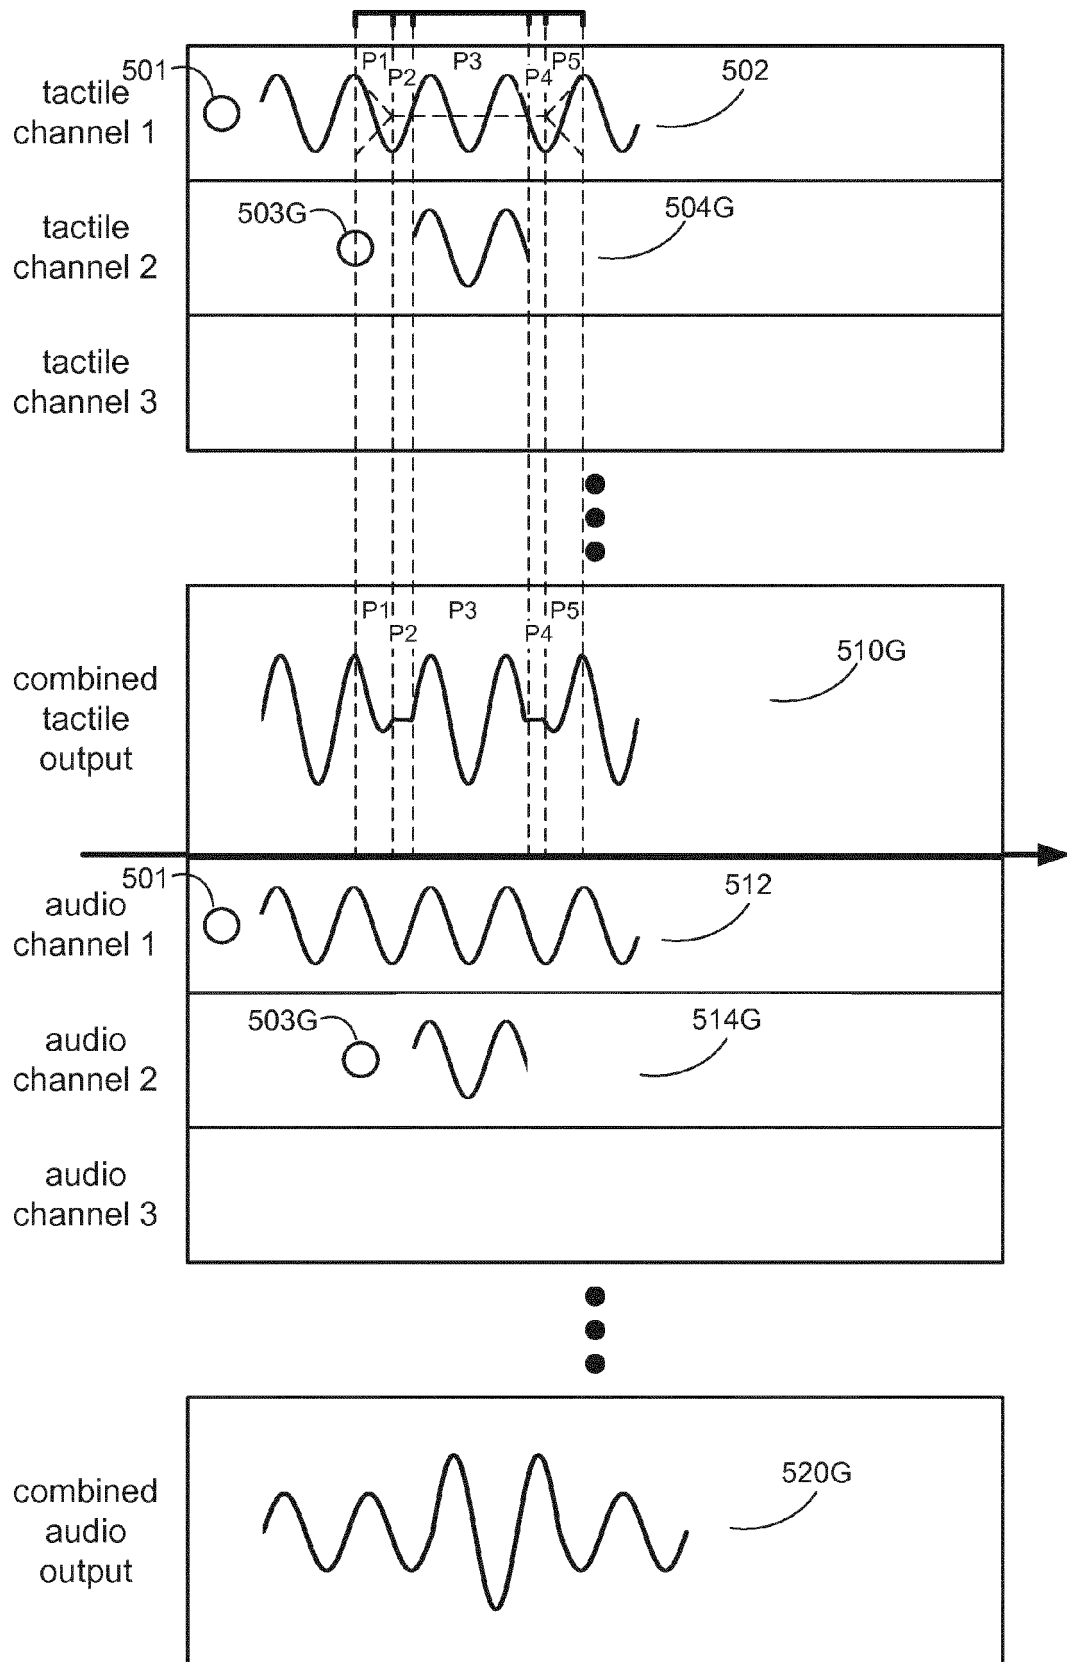 501
tactile
channel 1
P1
P2
P3
P4
P5
502
tactile
channel 2
503G
504G
tactile
channel 3
combined
tactile
output
P1
P2
P3
P4
P5
510G
501
audio
channel 1
512
audio
channel 2
503G
514G
audio
channel 3
combined
audio
output
520G